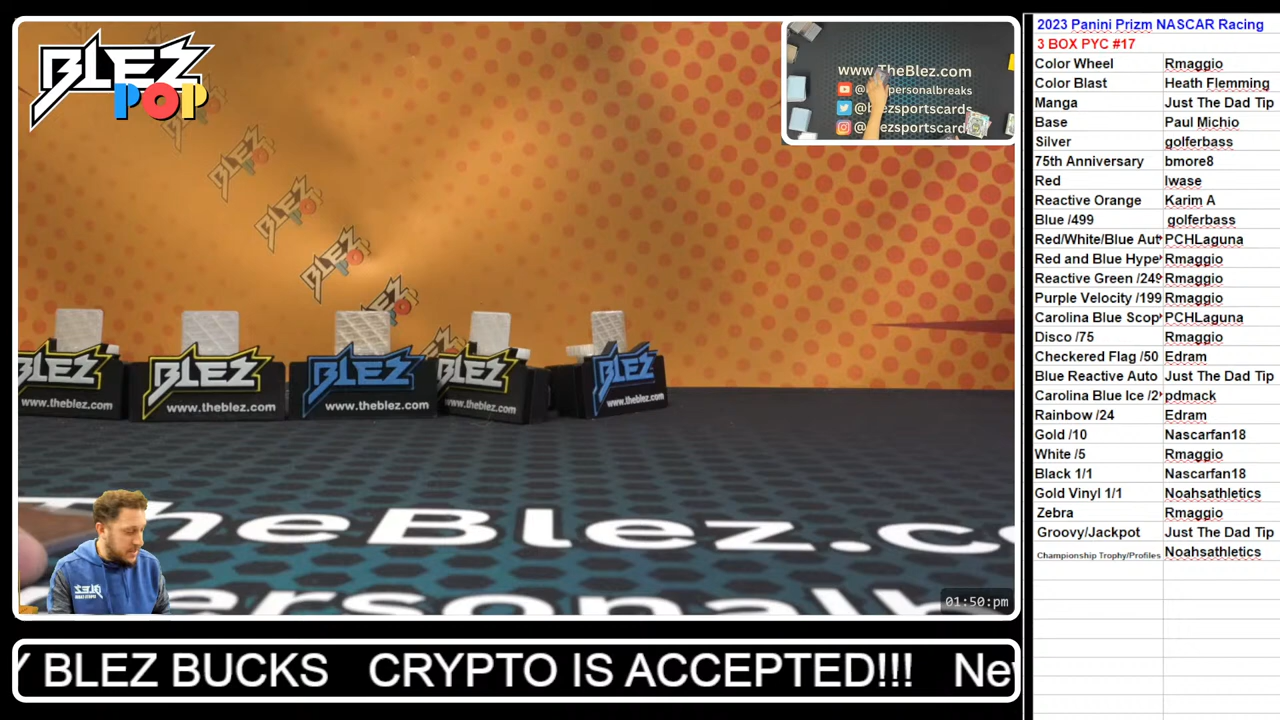 BLEZ
POP
www.TheBlez.com
@blezsportscards
@blezsportscard
BLEZ
www.theblez.com
BLEZ
www.theblez.com
BLEZ
www.theblez.com
BLEZ
www.theblez.com
BLEZ
www.theblez.com
TheBlez.co
01:50:pm
Y BLEZ BUCKS CRYPTO IS ACCEPTED!!! Ne
2023 Panini Prizm NASCAR Racing
3 BOX PYC #17
Color Wheel Rmaggio
Color Blast Heath Flemming
Manga Just The Dad Tip
Base Paul Michio
Silver golferbass
75th Anniversary bmore8
Red Iwase
Reactive Orange Karim A
Blue /499 golferbass
Red/White/Blue Aut PCHLaguna
Red and Blue Hype Rmaggio
Reactive Green /249 Rmaggio
Purple Velocity /199 Rmaggio
Carolina Blue Scop PCHLaguna
Disco /75 Rmaggio
Checkered Flag /50 Edram
Blue Reactive Auto Just The Dad Tip
Carolina Blue Ice /2 pdmack
Rainbow /24 Edram
Gold /10 Nascarfan18
White /5 Rmaggio
Black 1/1 Nascarfan18
Gold Vinyl 1/1 Noahsathletics
Zebra Rmaggio
Groovy/Jackpot Just The Dad Tip
Championship Trophy/Profiles Noahsathletics